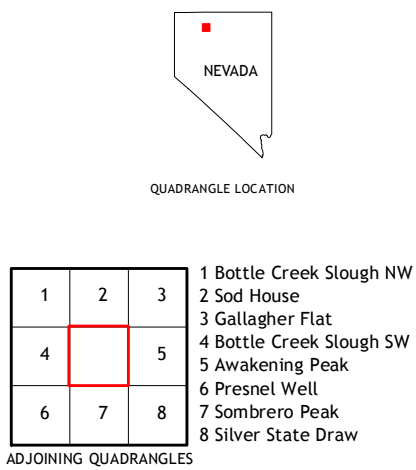 NEVADA
QUADRANGLE LOCATION
1 2 3
4 5
6 7 8
1 Bottle Creek Slough NW
2 Sod House
3 Gallagher Flat
4 Bottle Creek Slough SW
5 Awakening Peak
6 Presnel Well
7 Sombrero Peak
8 Silver State Draw
ADJOINING QUADRANGLES